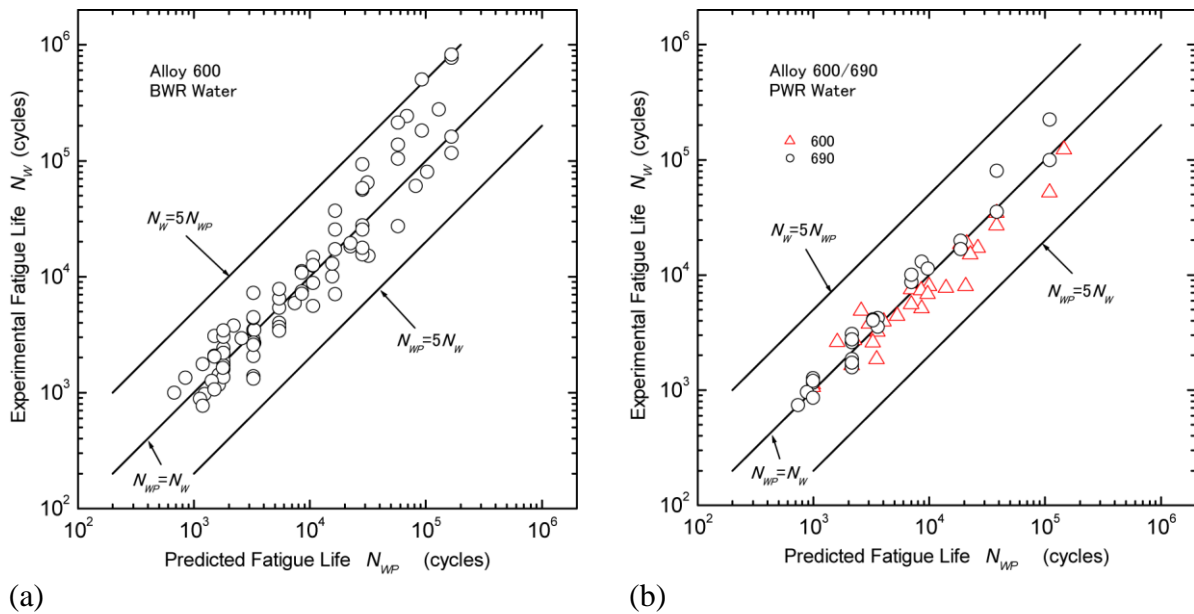 Alloy 600
BWR Water
N_W=5N_WP
N_WP=5N_W
N_WP=N_W
Experimental Fatigue Life N_W (cycles)
10^6
10^5
10^4
10^3
10^2
10^2 10^3 10^4 10^5 10^6
Predicted Fatigue Life N_WP (cycles)
(a)
Alloy 600/690
PWR Water
600
690
N_W=5N_WP
N_WP=5N_W
N_WP=N_W
Experimental Fatigue Life N_W (cycles)
10^6
10^5
10^4
10^3
10^2
10^2 10^3 10^4 10^5 10^6
Predicted Fatigue Life N_WP (cycles)
(b)